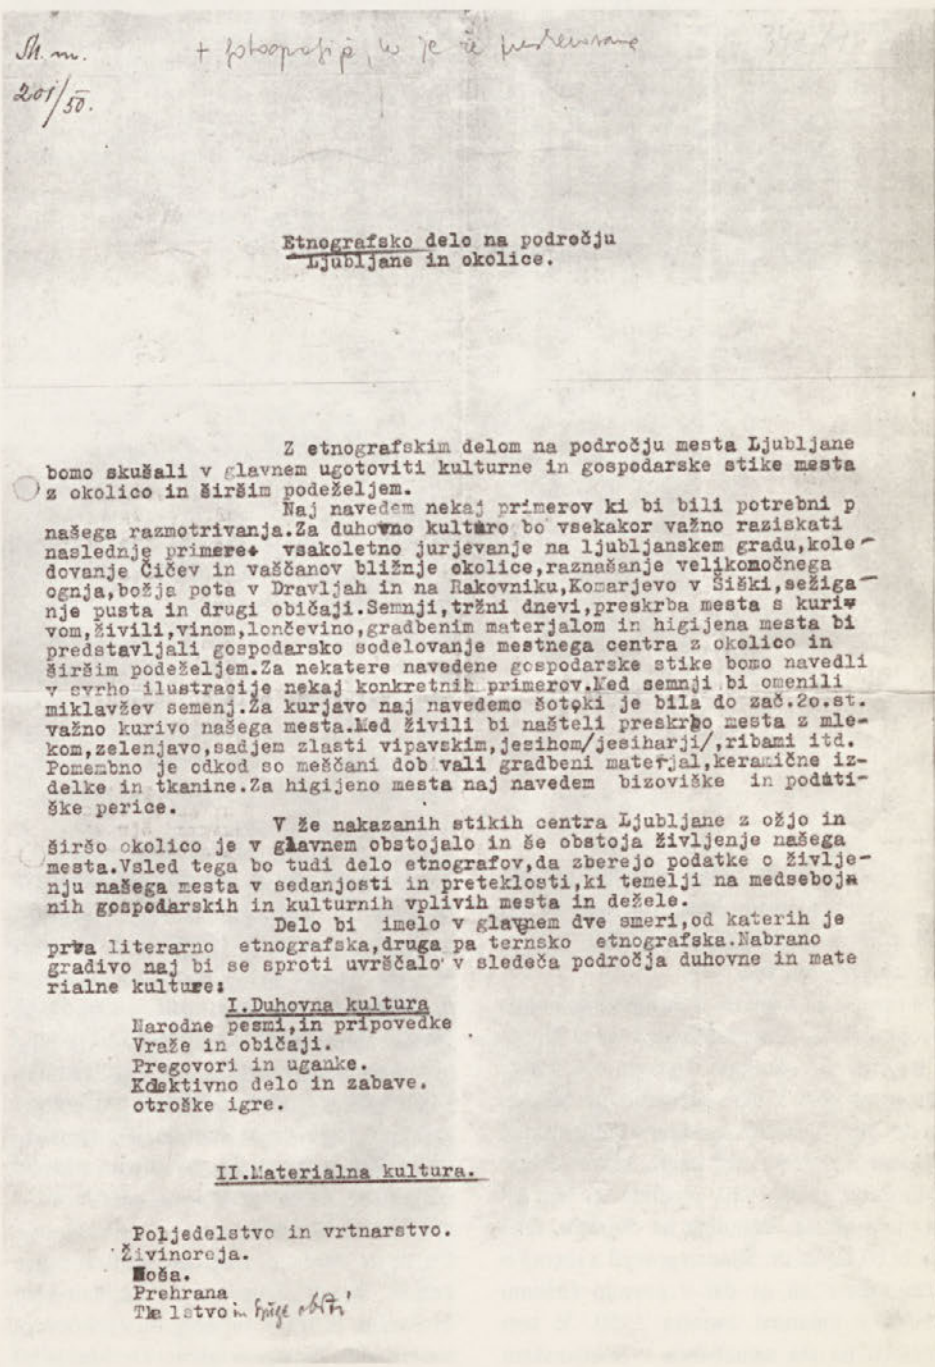 M. m.
201/50.
+ fotografija, ki je že
Etnografsko delo na področju
Ljubljane in okolice.
Z etnografskim delom na področju mesta Ljubljane
bomo skušali v glavnem ugotoviti kulturne in gospodarske stike mesta
z okolico in širšim podeželjem.
Naj navedem nekaj primerov ki bi bili potrebni p
našega razmotrivanja.Za duhovno kulturo bo vsekakor važno raziskati
naslednje primere: vsakoletno jurjevanje na ljubljanskem gradu,kole-
dovanje Čičev in vaščanov bližnje okolice,raznašanje velikonočnega
ognja,božja pota v Dravljah in na Rakovniku,Komarjevo v Šiški,sežiga-
nje pusta in drugi običaji.Semnji,tržni dnevi,preskrba mesta s kuri-
vom,živili,vinom,lončevino,gradbenim materjalom in higijena mesta bi
predstavljali gospodarsko sodelovanje mestnega centra z okolico in
širšim podeželjem.Za nekatere navedene gospodarske stike bomo navedli
v svrho ilustracije nekaj konkretnih primerov.Med semnji bi omenili
miklavžev semenj.Za kurjavo naj navedemo šotoki je bila do zač.20.st.
važno kurivo našega mesta.Med živili bi našteli preskrbo mesta z mle-
kom,zelenjavo,sadjem zlasti vipavskim,jesihom/jesiharji/,ribami itd.
Pomembno je odkod so meščani dob vali gradbeni material,keramične iz-
delke in tkanine.Za higijeno mesta naj navedem bizoviške in podati-
ške perice.
V že nakazanih stikih centra Ljubljane z ožjo in
širšo okolico je v glavnem obstojalo in še obstoja življenje našega
mesta.Vsled tega bo tudi delo etnografov,da zberejo podatke o življe-
nju našega mesta v sedanjosti in preteklosti,ki temelji na medseboj
nih gospodarskih in kulturnih vplivih mesta in dežele.
Delo bi imelo v glavnem dve smeri,od katerih je
prva literarno etnografska,druga pa ternsko etnografska.Nabrano
gradivo naj bi se sproti uvrščalo v sledeča področja duhovne in mate
rialne kulture:
I.Duhovna kultura
Narodne pesmi,in pripovedke
Vraže in običaji.
Pregovori in uganke.
Kolektivno delo in zabave.
otroške igre.
II.Materialna kultura.
Poljedelstvo in vrtnarstvo.
Živinoreja.
Noša.
Prehrana
Tkalstvo in obrti